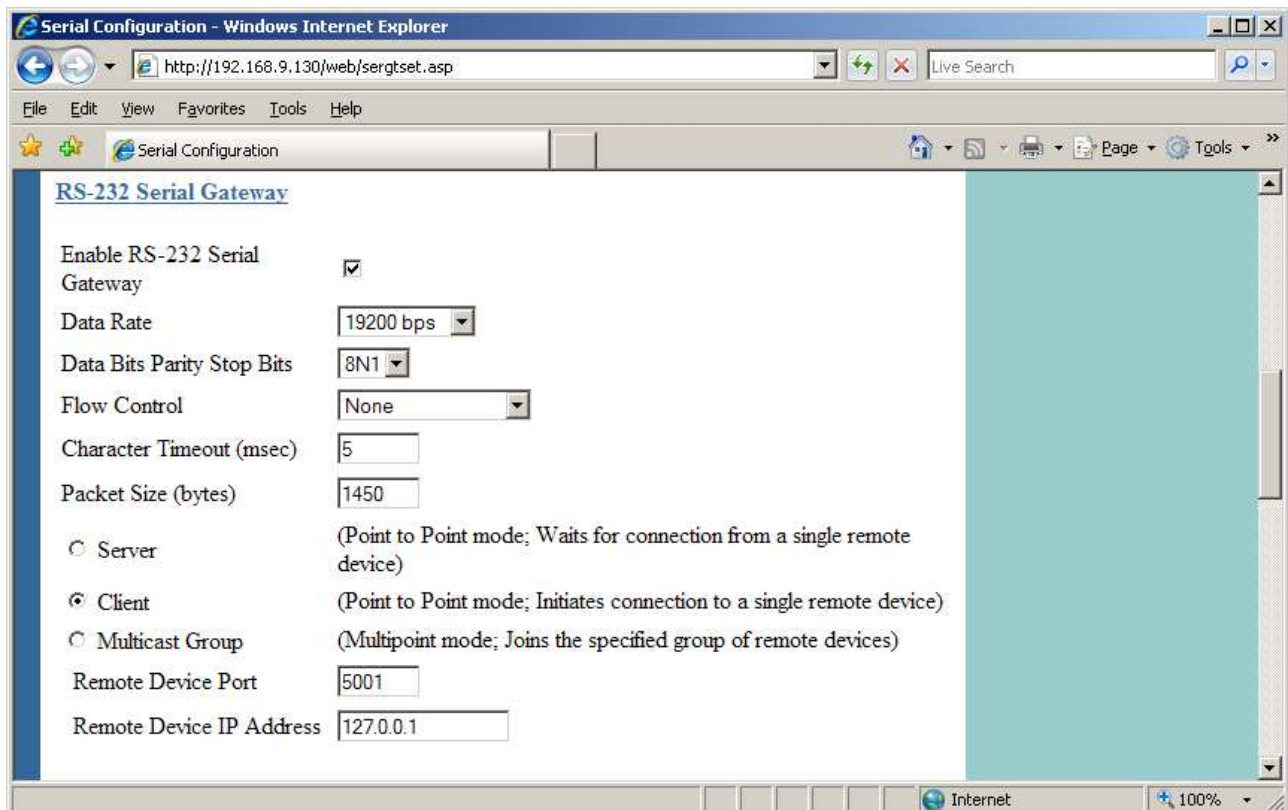 Serial Configuration - Windows Internet Explorer
http://192.168.9.130/web/sergtset.asp
Live Search
File Edit View Favorites Tools Help
Serial Configuration
Page Tools »
RS-232 Serial Gateway
Enable RS-232 Serial
Gateway
Data Rate 19200 bps
Data Bits Parity Stop Bits 8N1
Flow Control None
Character Timeout (msec) 5
Packet Size (bytes) 1450
Server (Point to Point mode; Waits for connection from a single remote
device)
Client (Point to Point mode; Initiates connection to a single remote device)
Multicast Group (Multipoint mode; Joins the specified group of remote devices)
Remote Device Port 5001
Remote Device IP Address 127.0.0.1
Internet 100%